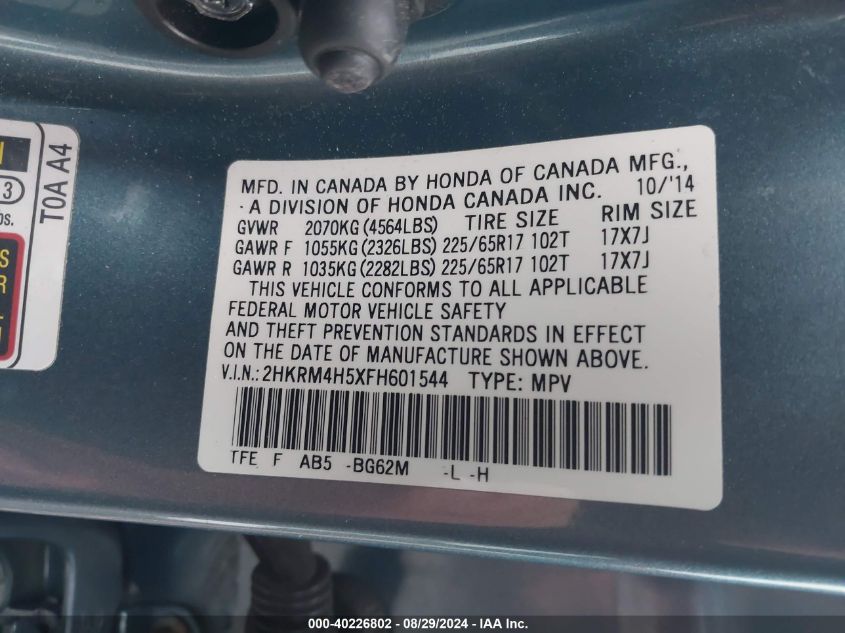 MFD. IN CANADA BY HONDA OF CANADA MFG.,
A DIVISION OF HONDA CANADA INC. 10/'14
GVWR 2070KG (4564LBS) TIRE SIZE RIM SIZE
GAWR F 1055KG (2326LBS) 225/65R17 102T 17X7J
GAWR R 1035KG (2282LBS) 225/65R17 102T 17X7J
THIS VEHICLE CONFORMS TO ALL APPLICABLE
FEDERAL MOTOR VEHICLE SAFETY
AND THEFT PREVENTION STANDARDS IN EFFECT
ON THE DATE OF MANUFACTURE SHOWN ABOVE.
V.I.N.: 2HKRM4H5XFH601544 TYPE: MPV
TFE F AB5 -BG62M -L -H
T0A A4
3
000-40226802 - 08/29/2024 - IAAI.com